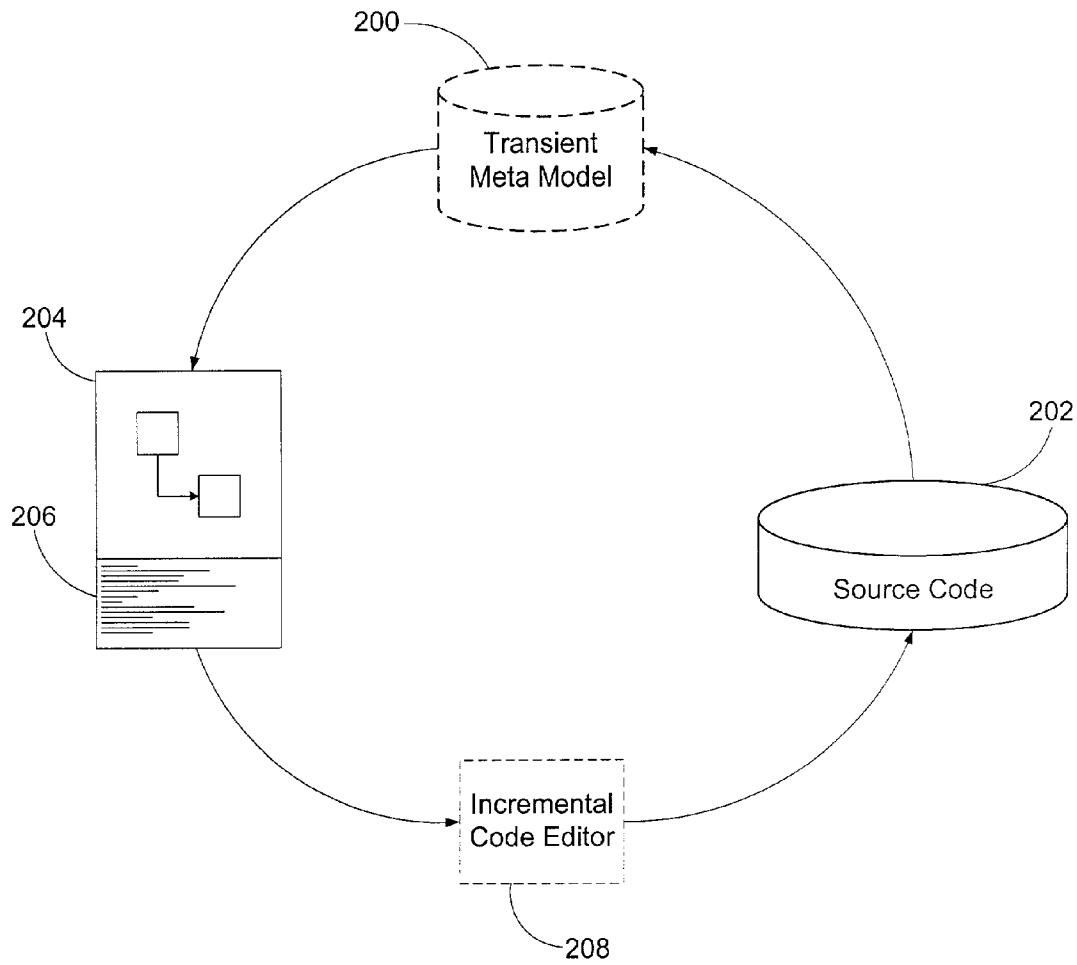 200
Transient
Meta Model
204
202
206
Source Code
Incremental
Code Editor
208